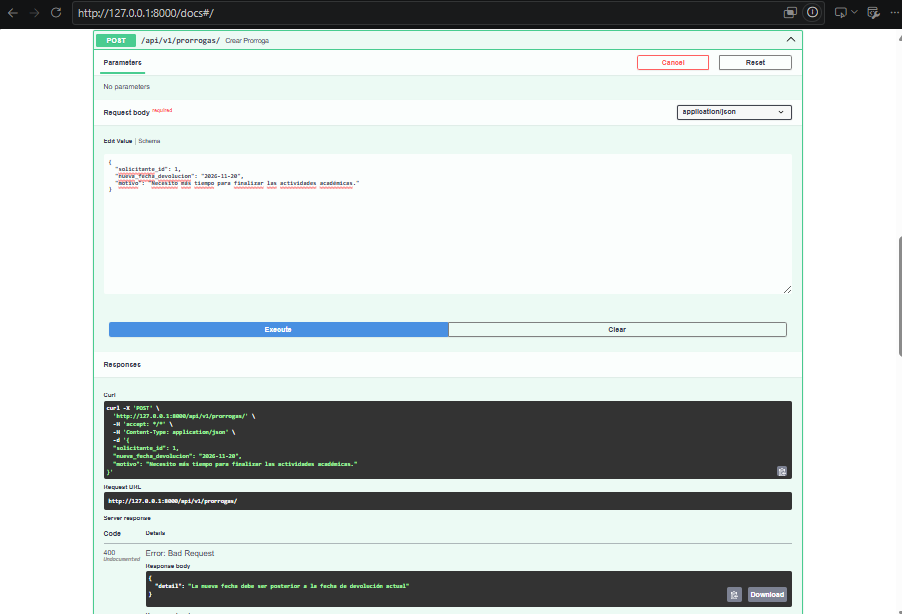 http://127.0.0.1:8000/docs#/
POST /api/v1/prorrogas/ Crear Prorroga
Parameters
Cancel
Reset
No parameters
Request body required
application/json
Edit Value | Schema
{
"solicitante_id": 1,
"nueva_fecha_devolucion": "2026-11-20",
"motivo": "Necesito más tiempo para finalizar las actividades académicas."
}
Execute
Clear
Responses
Curl
curl -X 'POST' \
'http://127.0.0.1:8000/api/v1/prorrogas/' \
-H 'accept: */*' \
-H 'Content-Type: application/json' \
-d '{
"solicitante_id": 1,
"nueva_fecha_devolucion": "2026-11-20",
"motivo": "Necesito más tiempo para finalizar las actividades académicas."
}'
Request URL
http://127.0.0.1:8000/api/v1/prorrogas/
Server response
Code Details
400 Error: Bad Request
Undocumented
Response body
{
"detail": "La nueva fecha debe ser posterior a la fecha de devolución actual"
}
Download